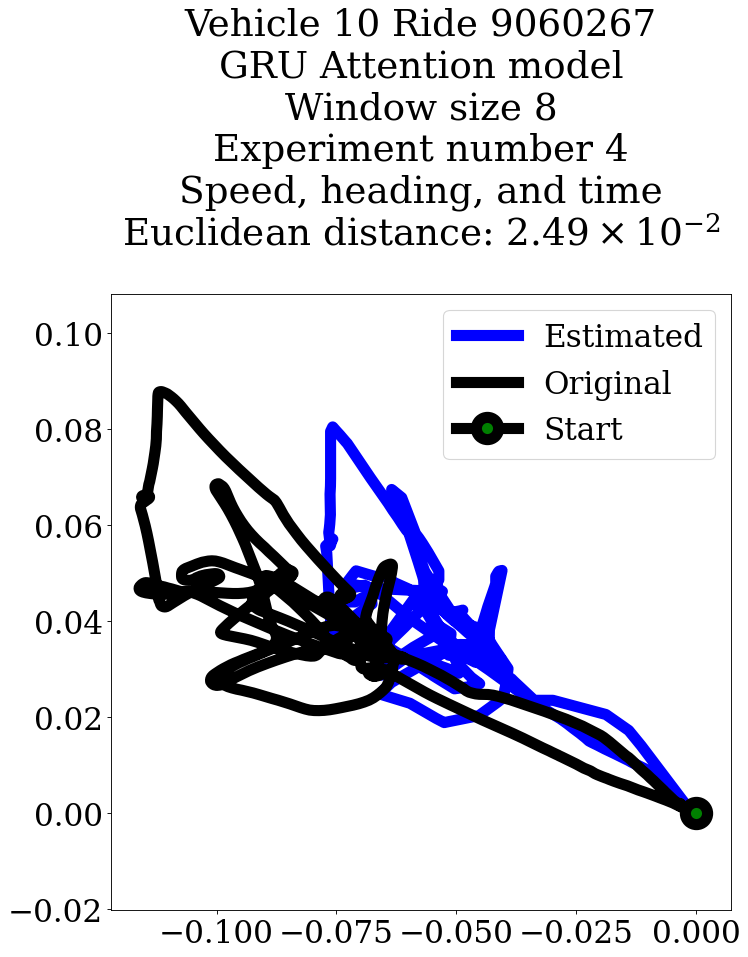 Vehicle 10 Ride 9060267
GRU Attention model
Window size 8
Experiment number 4
Speed, heading, and time
Euclidean distance: 2.49 × 10⁻²
Estimated
Original
Start
0.10
0.08
0.06
0.04
0.02
0.00
−0.02
−0.100 −0.075 −0.050 −0.025 0.000